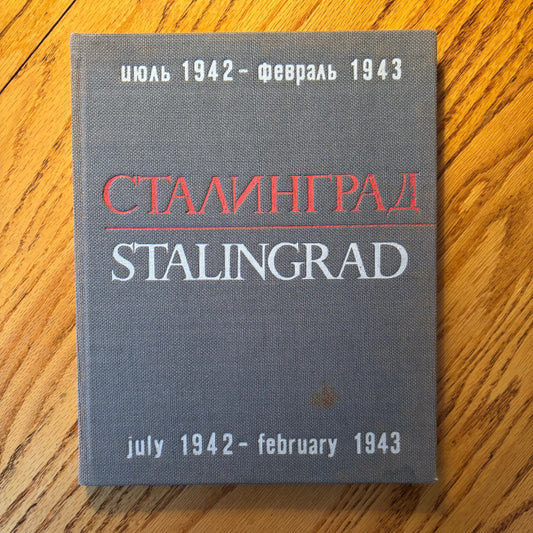 июль 1942 - февраль 1943
СТАЛИНГРАД
STALINGRAD
july 1942 - february 1943